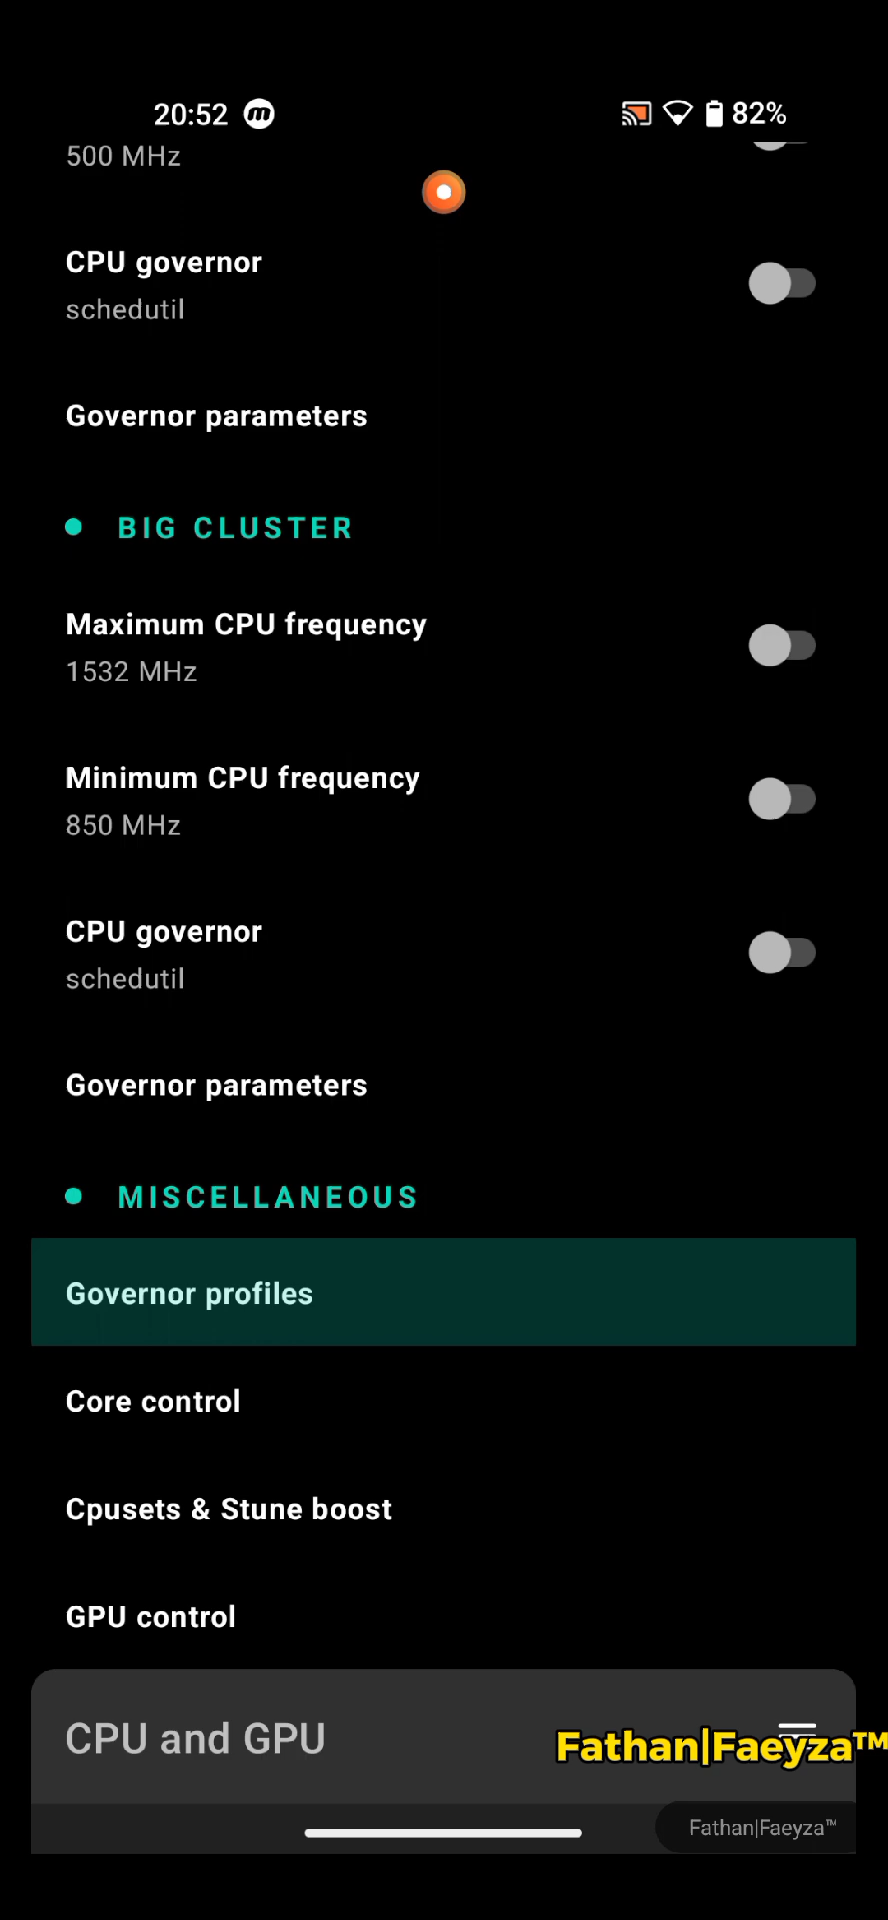 20:52 m 82%
500 MHz
CPU governor
schedutil
Governor parameters
BIG CLUSTER
Maximum CPU frequency
1532 MHz
Minimum CPU frequency
850 MHz
CPU governor
schedutil
Governor parameters
MISCELLANEOUS
Governor profiles
Core control
Cpusets & Stune boost
GPU control
CPU and GPU
Fathan|Faeyza™
Fathan|Faeyza™